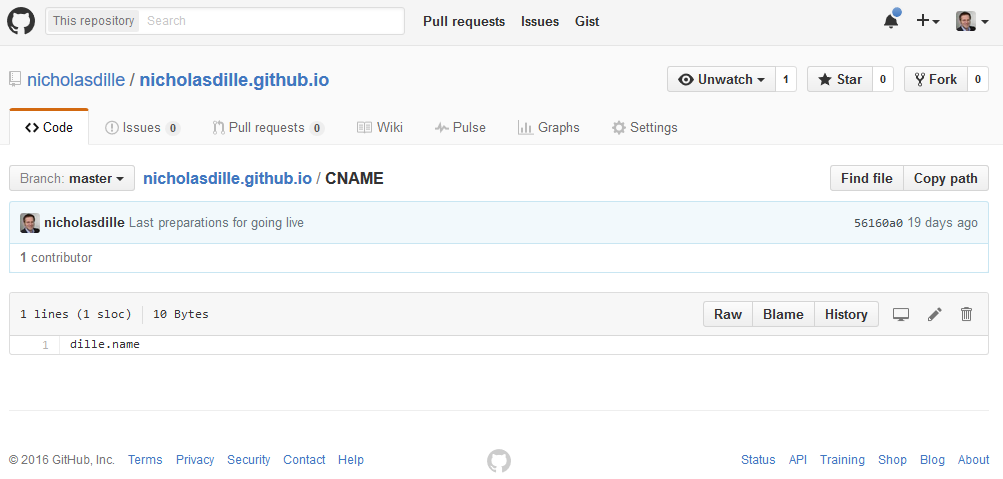 This repository Search Pull requests Issues Gist
nicholasdille / nicholasdille.github.io Unwatch 1 Star 0 Fork 0
Code Issues 0 Pull requests 0 Wiki Pulse Graphs Settings
Branch: master nicholasdille.github.io / CNAME Find file Copy path
nicholasdille Last preparations for going live 56160a0 19 days ago
1 contributor
1 lines (1 sloc) 10 Bytes Raw Blame History
1 dille.name
© 2016 GitHub, Inc. Terms Privacy Security Contact Help Status API Training Shop Blog About